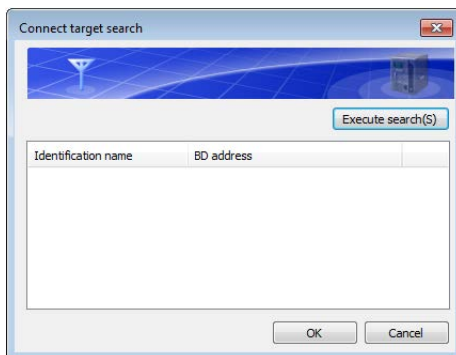 Connect target search
Execute search(S)
Identification name BD address
OK Cancel